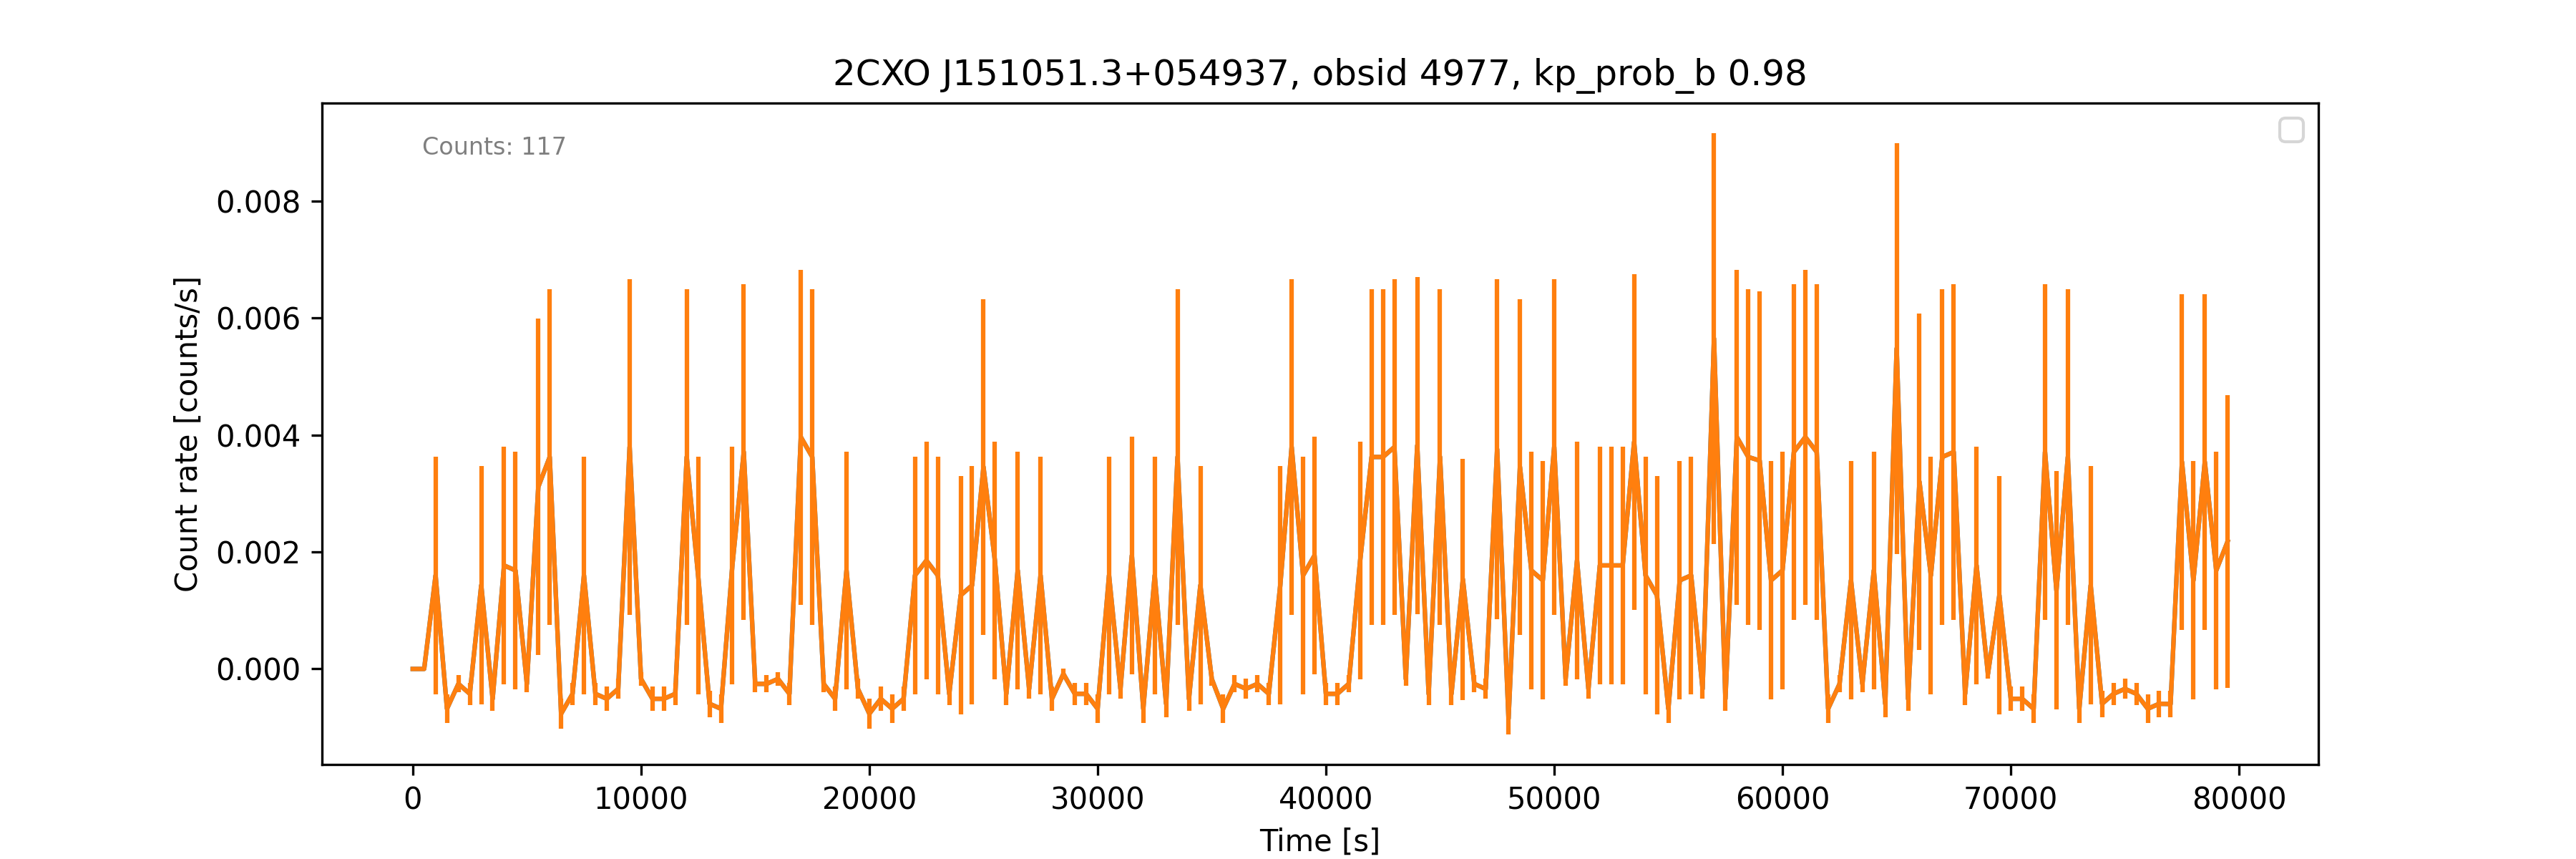 2CXO J151051.3+054937, obsid 4977, kp_prob_b 0.98
Counts: 117
0.008
0.006
0.004
0.002
0.000
Count rate [counts/s]
0 10000 20000 30000 40000 50000 60000 70000 80000
Time [s]